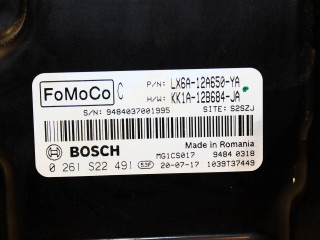 FoMoCo C P/N: LX6A-12A650-YA
H/W: KK1A-12B684-JA
S/N: 9484037001995 SITE: S2SZJ
BOSCH Made in Romania
MG1CS017 9484 0318
0 261 S22 491 53F 20-07-17 1039T37449